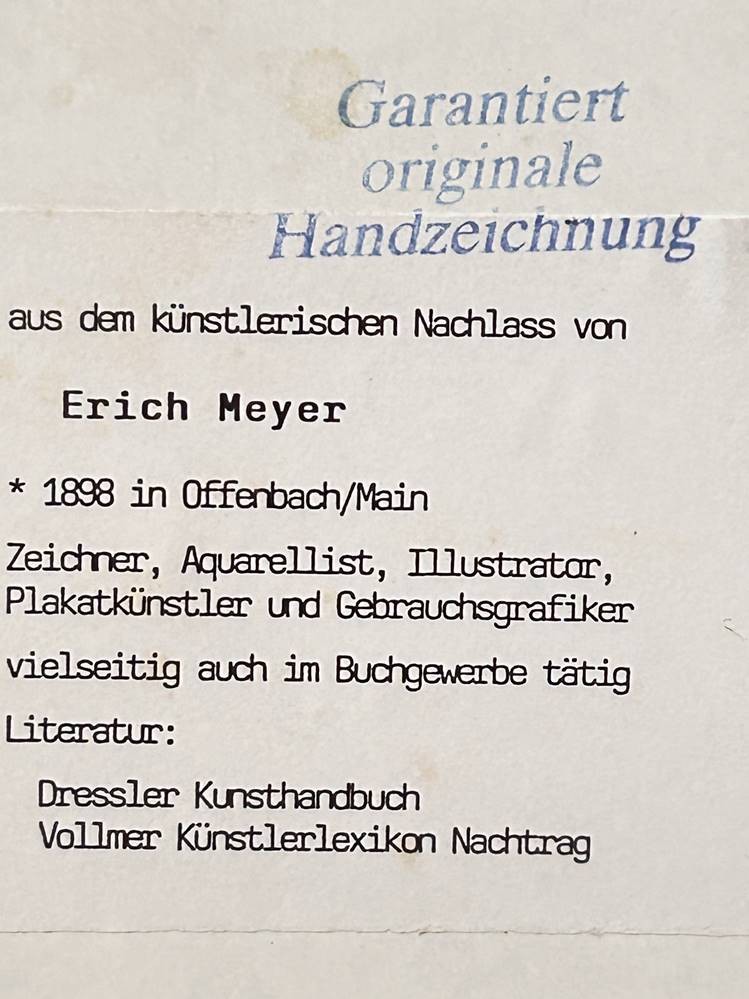 Garantiert
originale
Handzeichnung
aus dem künstlerischen Nachlass von
Erich Meyer
* 1898 in Offenbach/Main
Zeichner, Aquarellist, Illustrator,
Plakatkünstler und Gebrauchsgrafiker
vielseitig auch im Buchgewerbe tätig
Literatur:
Dressler Kunsthandbuch
Vollmer Künstlerlexikon Nachtrag